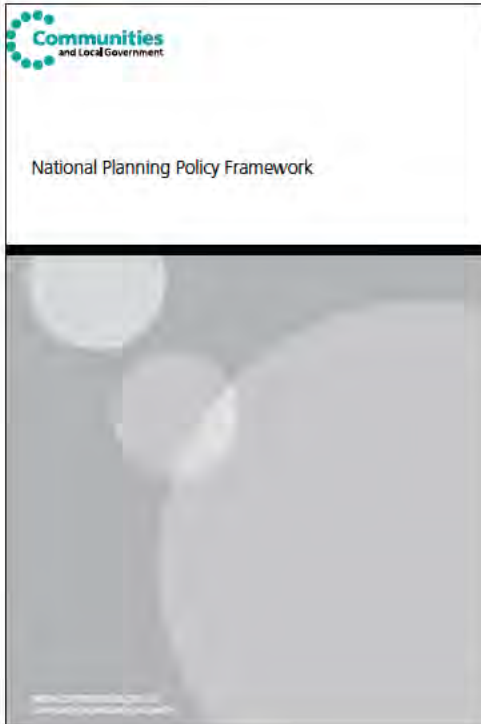 Communities
and Local Government
National Planning Policy Framework